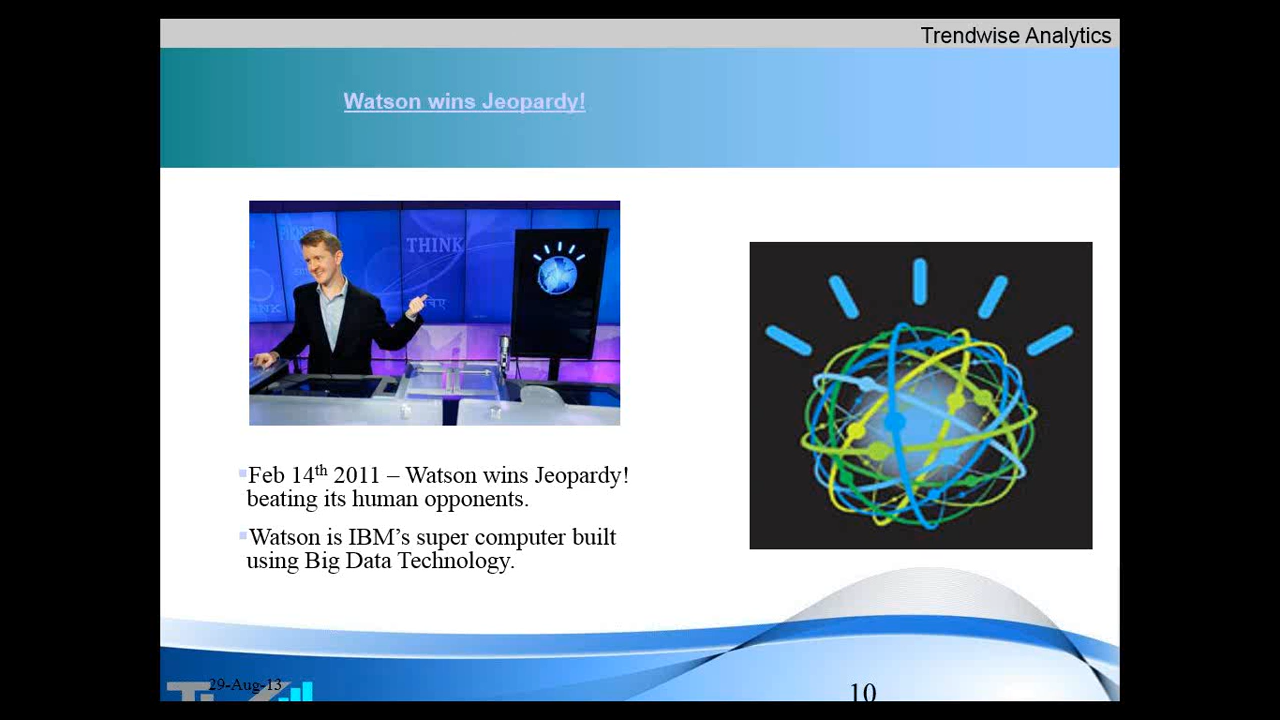 Trendwise Analytics
Watson wins Jeopardy!
THINK
Feb 14th 2011 – Watson wins Jeopardy!
beating its human opponents.
Watson is IBM's super computer built
using Big Data Technology.
29-Aug-13
10